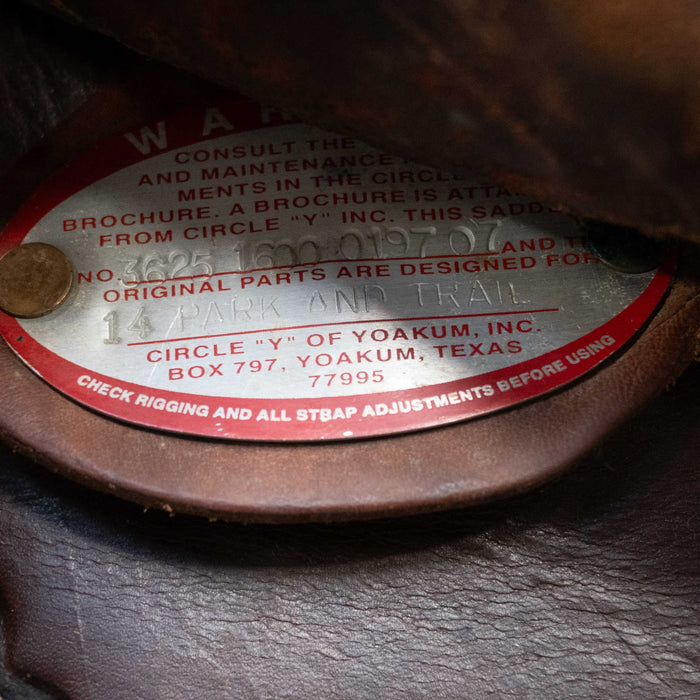 WAR
CONSULT THE
AND MAINTENANCE
MENTS IN THE CIRCLE
BROCHURE. A BROCHURE IS ATTA
FROM CIRCLE "Y" INC. THIS SADD
NO. 3625 1600 0197 07 AND T
ORIGINAL PARTS ARE DESIGNED FOR
14 PARK AND TRAIL
CIRCLE "Y" OF YOAKUM, INC.
BOX 797, YOAKUM, TEXAS
77995
CHECK RIGGING AND ALL STRAP ADJUSTMENTS BEFORE USING